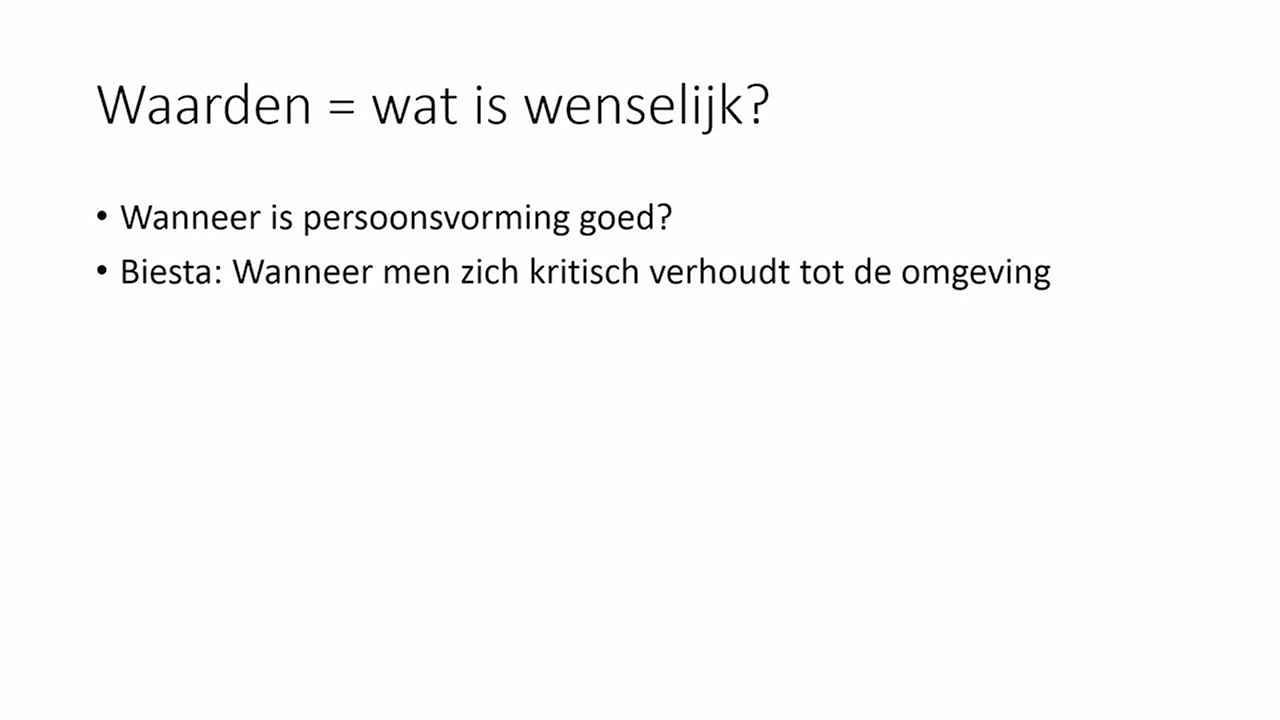 Waarden = wat is wenselijk?
• Wanneer is persoonsvorming goed?
• Biesta: Wanneer men zich kritisch verhoudt tot de omgeving